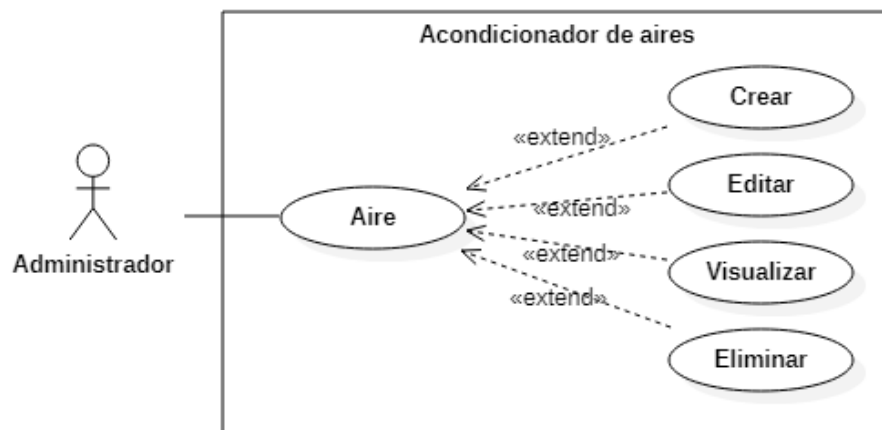 Acondicionador de aires
Crear
«extend»
Editar
«extend»
Aire
«extend»
Visualizar
Administrador
«extend»
Eliminar